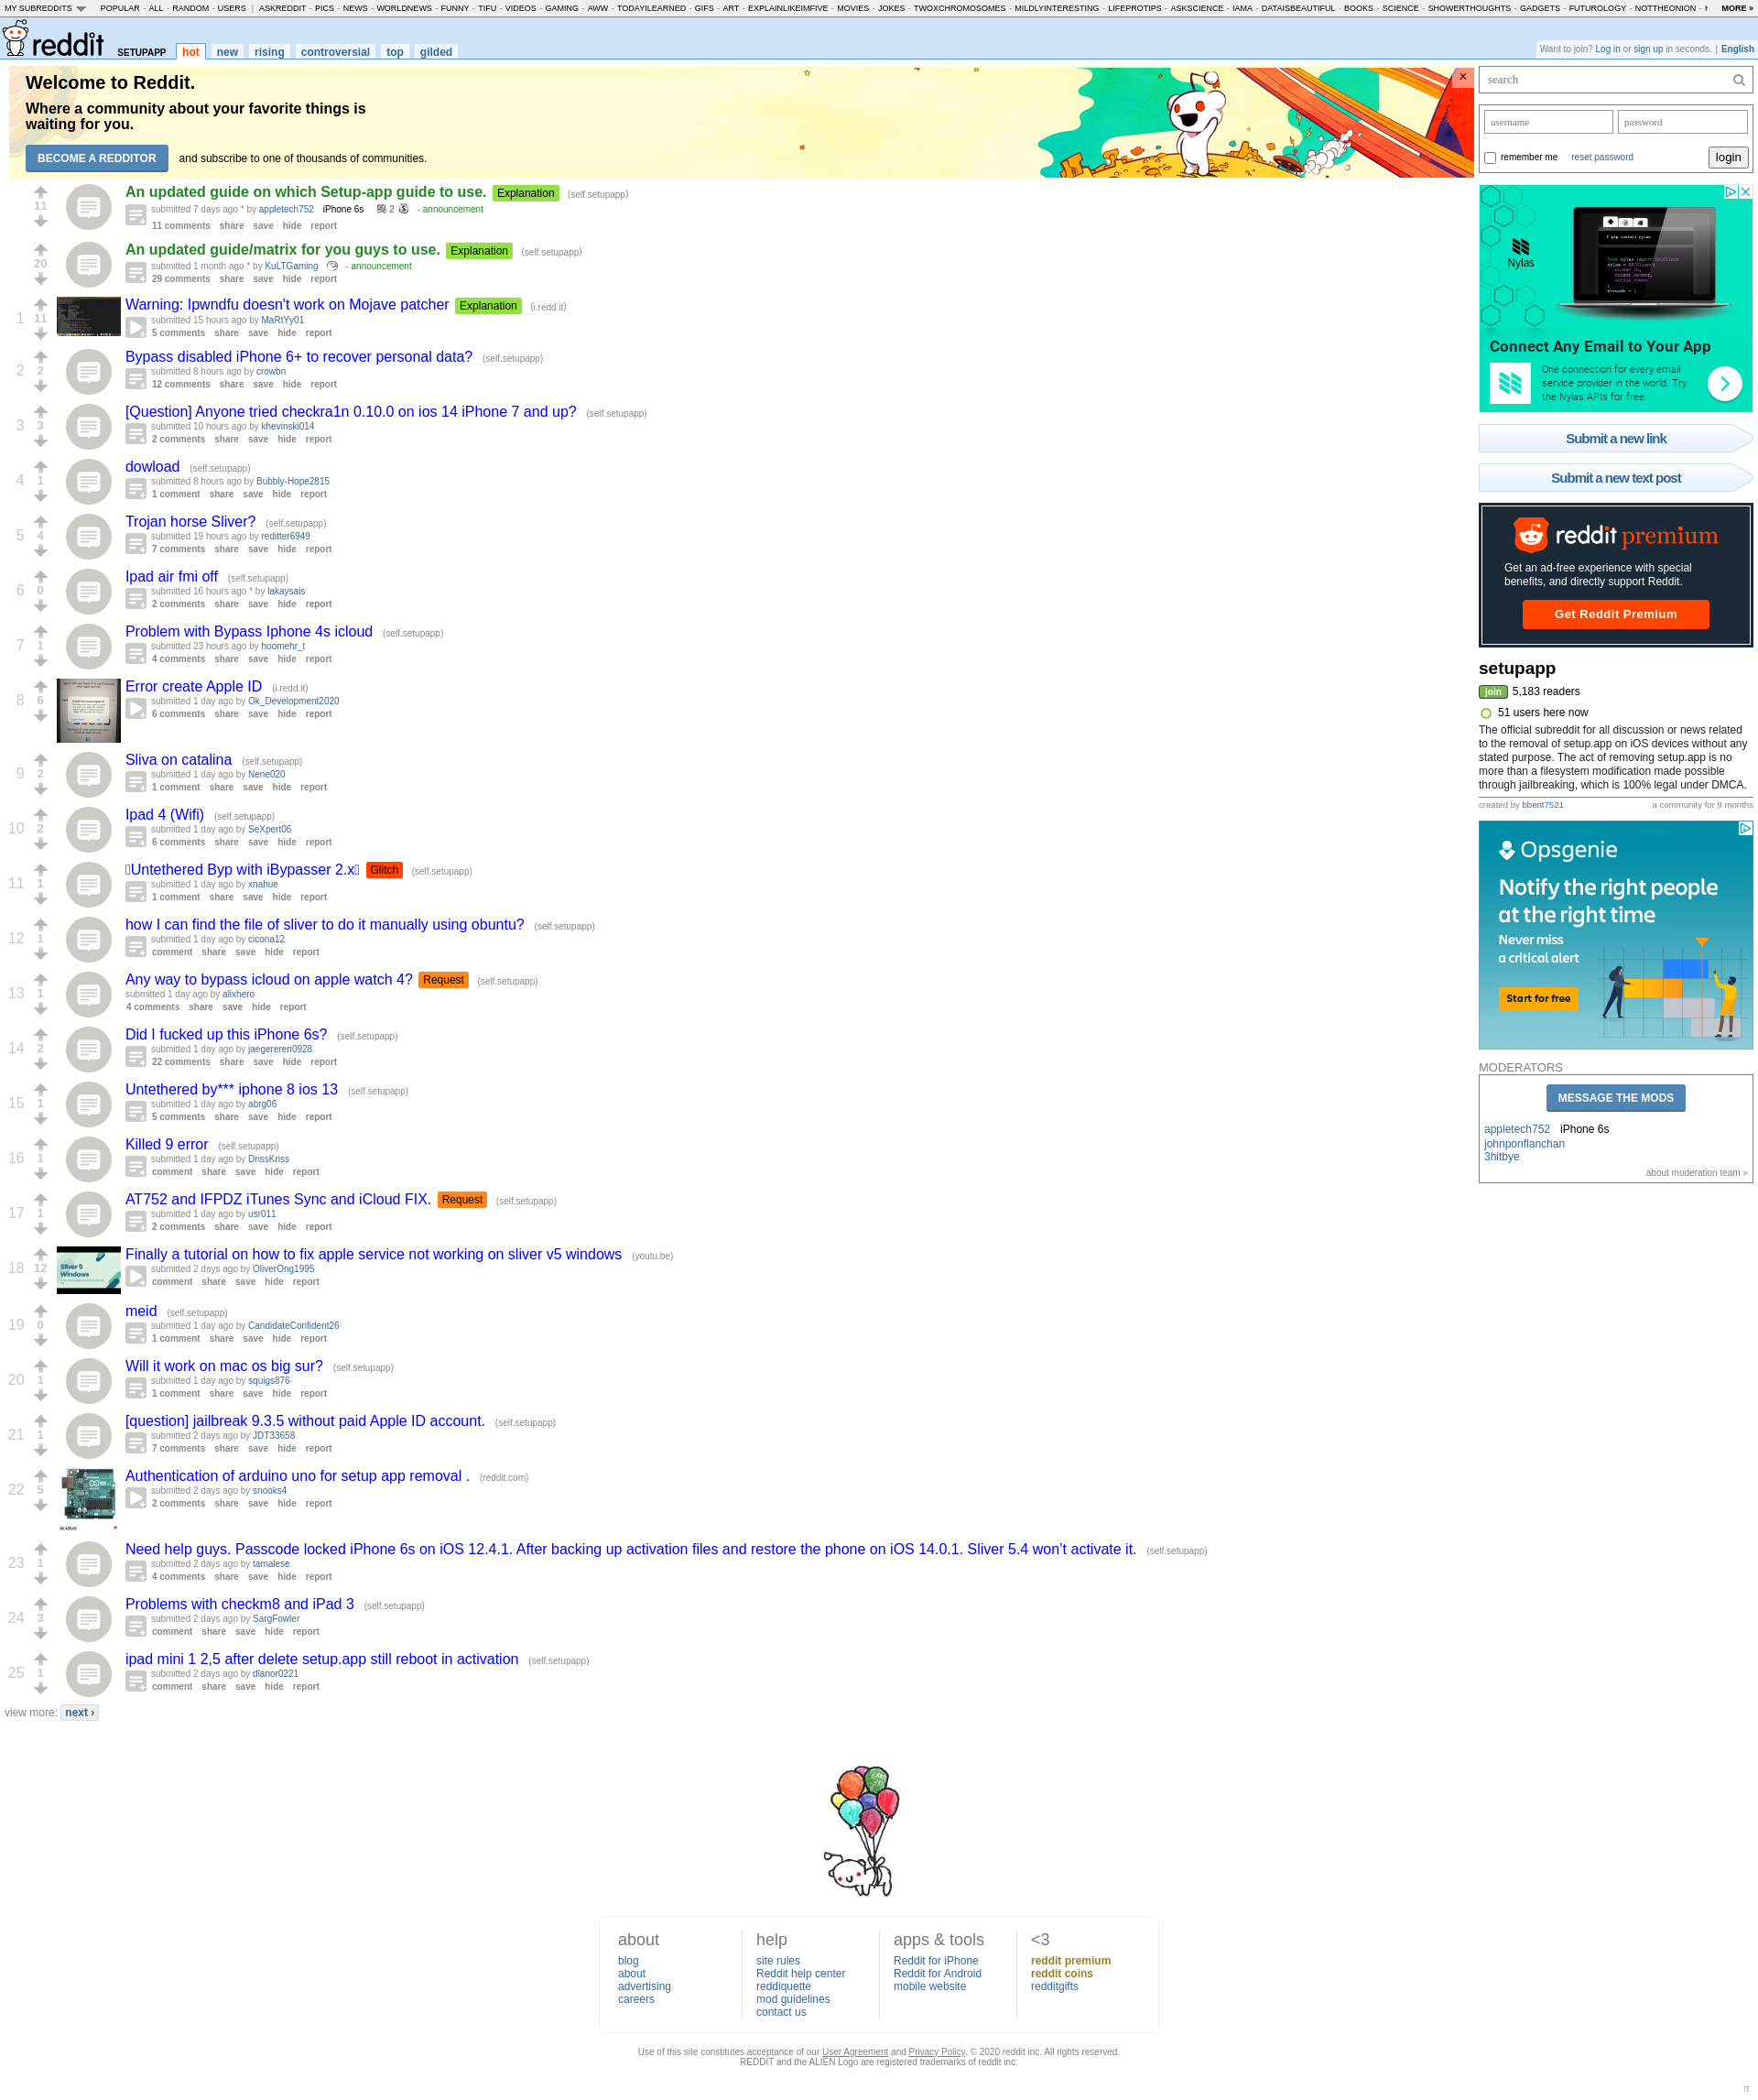 MY SUBREDDITS POPULAR - ALL - RANDOM - USERS | ASKREDDIT - PICS - NEWS - WORLDNEWS - FUNNY - TIFU - VIDEOS - GAMING - AWW - TODAYILEARNED - GIFS - ART - EXPLAINLIKEIMFIVE - MOVIES - JOKES - TWOXCHROMOSOMES - MILDLYINTERESTING - LIFEPROTIPS - ASKSCIENCE - IAMA - DATAISBEAUTIFUL - BOOKS - SCIENCE - SHOWERTHOUGHTS - GADGETS - FUTUROLOGY - NOTTHEONION - MORE »
reddit SETUPAPP hot new rising controversial top gilded
Want to join? Log in or sign up in seconds. | English
Welcome to Reddit.
Where a community about your favorite things is
waiting for you.
BECOME A REDDITOR and subscribe to one of thousands of communities.
×
11
An updated guide on which Setup-app guide to use. Explanation (self.setupapp)
submitted 7 days ago * by appletech752 iPhone 6s 2 - announcement
11 comments share save hide report
20
An updated guide/matrix for you guys to use. Explanation (self.setupapp)
submitted 1 month ago * by KuLTGaming - announcement
29 comments share save hide report
1 11
Warning: Ipwndfu doesn't work on Mojave patcher Explanation (i.redd.it)
submitted 15 hours ago by MaRtYy01
5 comments share save hide report
2 2
Bypass disabled iPhone 6+ to recover personal data? (self.setupapp)
submitted 8 hours ago by crowbn
12 comments share save hide report
3 3
[Question] Anyone tried checkra1n 0.10.0 on ios 14 iPhone 7 and up? (self.setupapp)
submitted 10 hours ago by khevinski014
2 comments share save hide report
4 1
dowload (self.setupapp)
submitted 8 hours ago by Bubbly-Hope2815
1 comment share save hide report
5 4
Trojan horse Sliver? (self.setupapp)
submitted 19 hours ago by reditter6949
7 comments share save hide report
6 0
Ipad air fmi off (self.setupapp)
submitted 16 hours ago * by lakaysais
2 comments share save hide report
7 1
Problem with Bypass Iphone 4s icloud (self.setupapp)
submitted 23 hours ago by hoomehr_t
4 comments share save hide report
8 6
Error create Apple ID (i.redd.it)
submitted 1 day ago by Ok_Development2020
6 comments share save hide report
9 2
Sliva on catalina (self.setupapp)
submitted 1 day ago by Nene020
1 comment share save hide report
10 2
Ipad 4 (Wifi) (self.setupapp)
submitted 1 day ago by SeXpert06
6 comments share save hide report
11 1
Untethered Byp with iBypasser 2.x Glitch (self.setupapp)
submitted 1 day ago by xnahue
1 comment share save hide report
12 1
how I can find the file of sliver to do it manually using obuntu? (self.setupapp)
submitted 1 day ago by cicona12
comment share save hide report
13 1
Any way to bypass icloud on apple watch 4? Request (self.setupapp)
submitted 1 day ago by alixhero
4 comments share save hide report
14 2
Did I fucked up this iPhone 6s? (self.setupapp)
submitted 1 day ago by jaegereren0928
22 comments share save hide report
15 1
Untethered by*** iphone 8 ios 13 (self.setupapp)
submitted 1 day ago by abrg06
5 comments share save hide report
16 1
Killed 9 error (self.setupapp)
submitted 1 day ago by DrissKriss
comment share save hide report
17 1
AT752 and IFPDZ iTunes Sync and iCloud FIX. Request (self.setupapp)
submitted 1 day ago by usr011
2 comments share save hide report
18 12
Sliver 5
Windows
Finally a tutorial on how to fix apple service not working on sliver v5 windows (youtu.be)
submitted 2 days ago by OliverOng1995
comment share save hide report
19 0
meid (self.setupapp)
submitted 1 day ago by CandidateConfident26
1 comment share save hide report
20 1
Will it work on mac os big sur? (self.setupapp)
submitted 1 day ago by squigs876
1 comment share save hide report
21 1
[question] jailbreak 9.3.5 without paid Apple ID account. (self.setupapp)
submitted 2 days ago by JDT33658
7 comments share save hide report
22 5
Authentication of arduino uno for setup app removal . (reddit.com)
submitted 2 days ago by snooks4
2 comments share save hide report
23 1
Need help guys. Passcode locked iPhone 6s on iOS 12.4.1. After backing up activation files and restore the phone on iOS 14.0.1. Sliver 5.4 won't activate it. (self.setupapp)
submitted 2 days ago by tamalese
4 comments share save hide report
24 3
Problems with checkm8 and iPad 3 (self.setupapp)
submitted 2 days ago by SargFowler
comment share save hide report
25 1
ipad mini 1 2,5 after delete setup.app still reboot in activation (self.setupapp)
submitted 2 days ago by dlanor0221
comment share save hide report
view more: next ›
search
username password
remember me reset password login
Nylas
$ pip install nylas
Connect Any Email to Your App
One connection for every email
service provider in the world. Try
the Nylas APIs for free.
Submit a new link
Submit a new text post
reddit premium
Get an ad-free experience with special
benefits, and directly support Reddit.
Get Reddit Premium
setupapp
join 5,183 readers
51 users here now
The official subreddit for all discussion or news related
to the removal of setup.app on iOS devices without any
stated purpose. The act of removing setup.app is no
more than a filesystem modification made possible
through jailbreaking, which is 100% legal under DMCA.
created by bbent7521 a community for 9 months
Opsgenie
Notify the right people
at the right time
Never miss
a critical alert
Start for free
MODERATORS
MESSAGE THE MODS
appletech752 iPhone 6s
johnponflanchan
3hitbye
about moderation team »
about
blog
about
advertising
careers
help
site rules
Reddit help center
reddiquette
mod guidelines
contact us
apps & tools
Reddit for iPhone
Reddit for Android
mobile website
<3
reddit premium
reddit coins
redditgifts
Use of this site constitutes acceptance of our User Agreement and Privacy Policy. © 2020 reddit inc. All rights reserved.
REDDIT and the ALIEN Logo are registered trademarks of reddit inc.
π